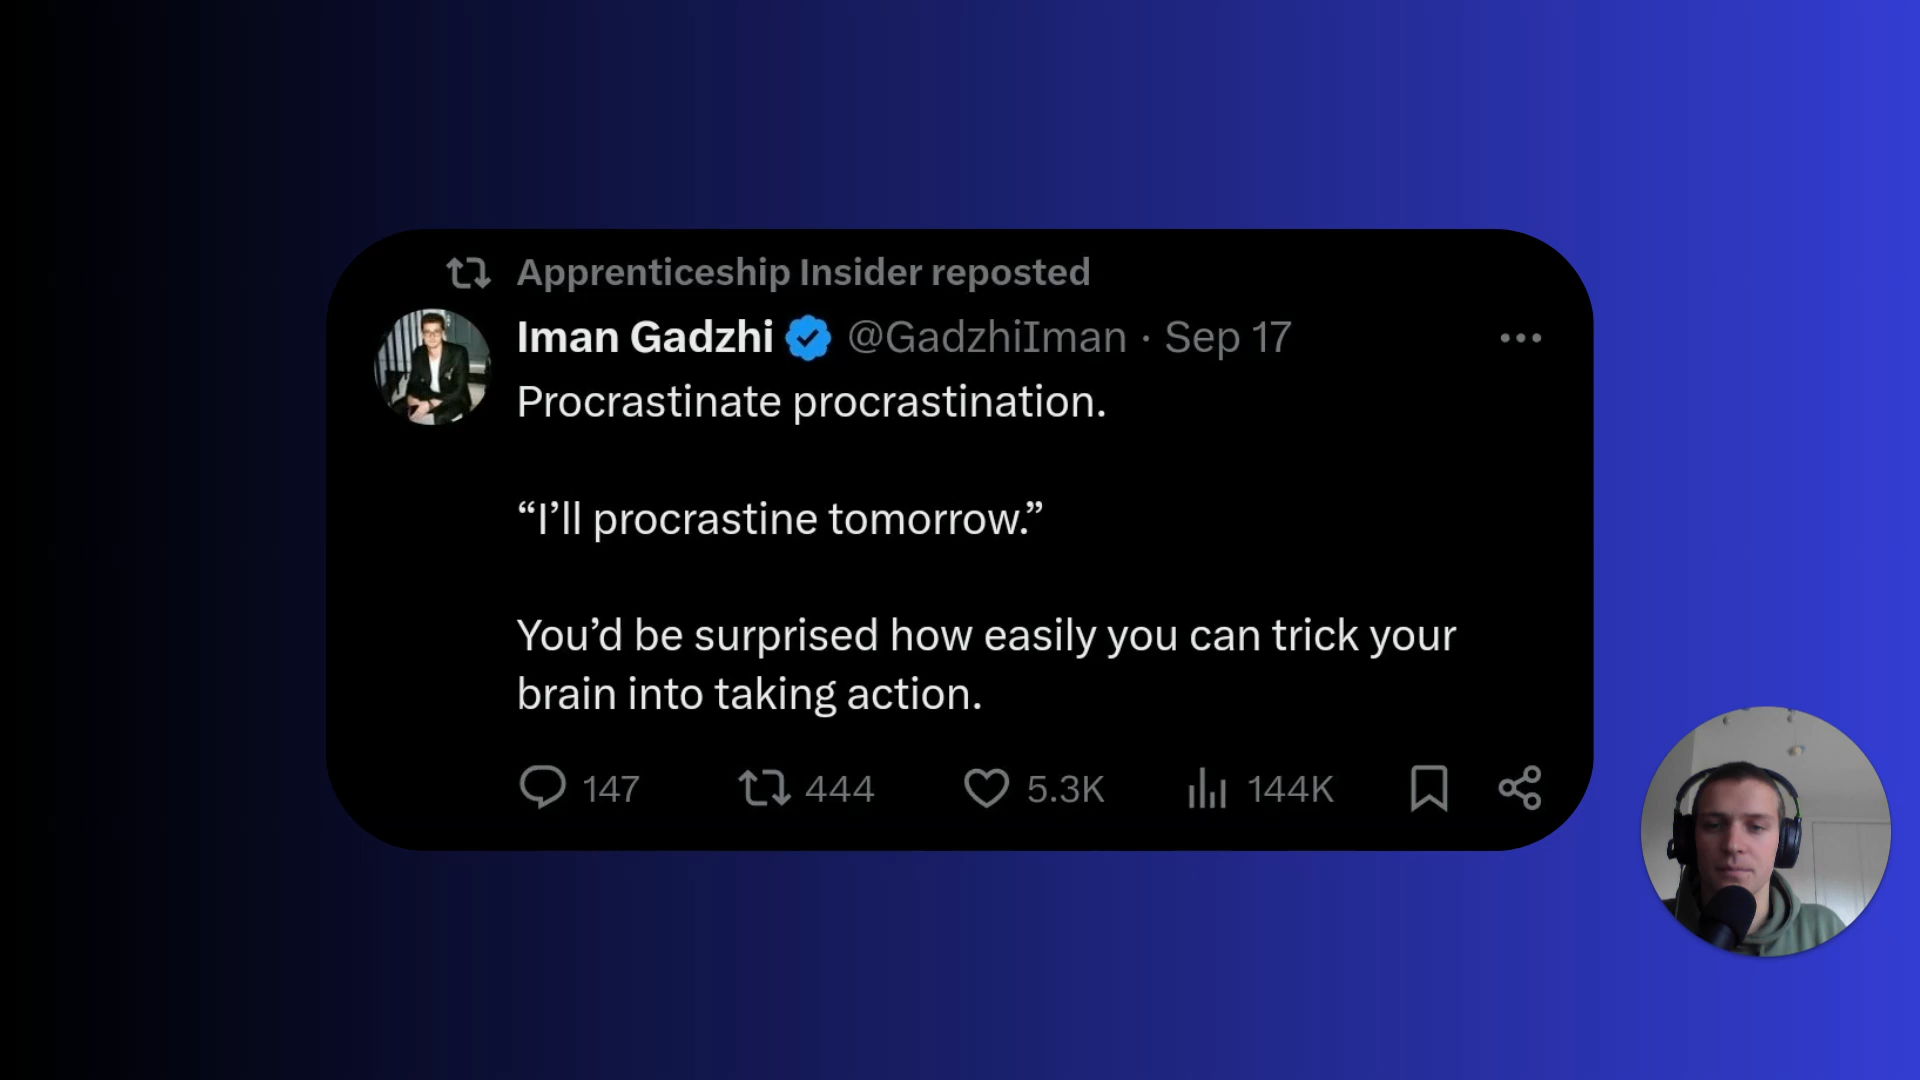 Apprenticeship Insider reposted
Iman Gadzhi @GadzhiIman · Sep 17
Procrastinate procrastination.
“I’ll procrastine tomorrow.”
You’d be surprised how easily you can trick your
brain into taking action.
147 444 5.3K 144K